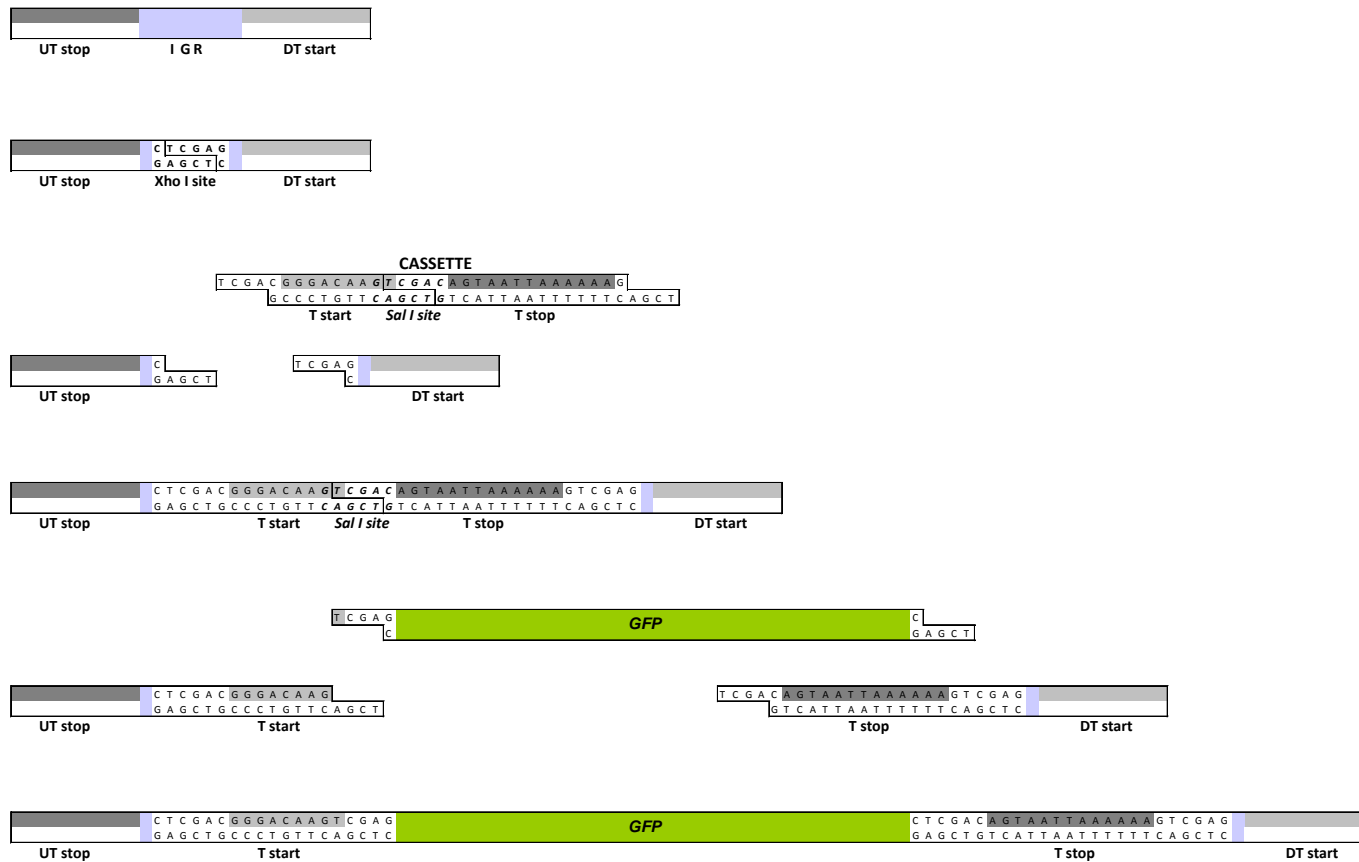 UT stop I G R DT start
C T C G A G
G A G C T C
UT stop Xho I site DT start
CASSETTE
T C G A C G G G A C A A G T C G A C A G T A A T T A A A A A A G
G C C C T G T T C A G C T G T C A T T A A T T T T T T C A G C T
T start Sal I site T stop
C T C G A G
G A G C T C
UT stop DT start
C T C G A C G G G A C A A G T C G A C A G T A A T T A A A A A A G T C G A G
G A G C T G C C C T G T T C A G C T G T C A T T A A T T T T T T C A G C T C
UT stop T start Sal I site T stop DT start
T C G A G GFP C
C G A G C T
C T C G A C G G G A C A A G T C G A C A G T A A T T A A A A A A G T C G A G
G A G C T G C C C T G T T C A G C T G T C A T T A A T T T T T T C A G C T C
UT stop T start T stop DT start
C T C G A C G G G A C A A G T C G A G GFP C T C G A C A G T A A T T A A A A A A G T C G A G
G A G C T G C C C T G T T C A G C T C G A G C T G T C A T T A A T T T T T T C A G C T C
UT stop T start T stop DT start